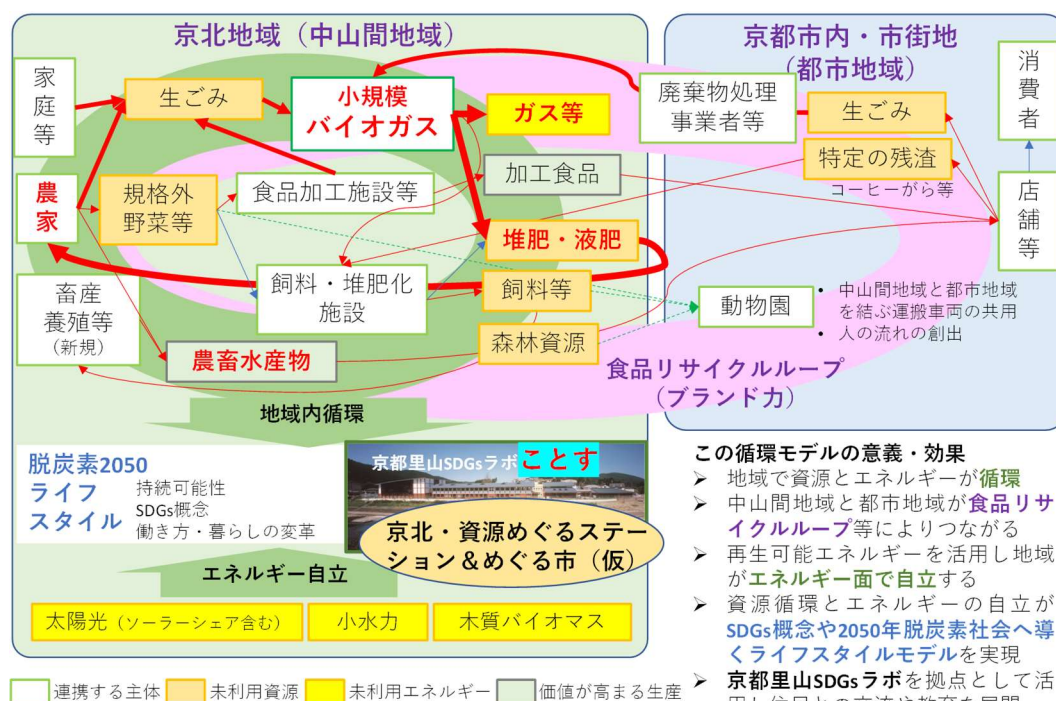 京北地域（中山間地域）
京都市内・市街地
（都市地域）
家
庭
等
生ごみ
小規模
バイオガス
ガス等
廃棄物処理
事業者等
生ごみ
消
費
者
農
家
規格外
野菜等
食品加工施設等
加工食品
特定の残渣
コーヒーがら等
店
舗
等
堆肥・液肥
畜産
養殖等
（新規）
飼料・堆肥化
施設
飼料等
動物園
• 中山間地域と都市地域
を結ぶ運搬車両の共用
• 人の流れの創出
森林資源
農畜水産物
食品リサイクルループ
（ブランド力）
地域内循環
脱炭素2050
ライフ
スタイル
持続可能性
SDGs概念
働き方・暮らしの変革
京都里山SDGsラボ ことす
京北・資源めぐるステー
ション＆めぐる市（仮）
エネルギー自立
太陽光（ソーラーシェア含む）
小水力
木質バイオマス
連携する主体
未利用資源
未利用エネルギー
価値が高まる生産
この循環モデルの意義・効果
➢ 地域で資源とエネルギーが循環
➢ 中山間地域と都市地域が食品リサ
イクルループ等によりつながる
➢ 再生可能エネルギーを活用し地域
がエネルギー面で自立する
➢ 資源循環とエネルギーの自立が
SDGs概念や2050年脱炭素社会へ導
くライフスタイルモデルを実現
➢ 京都里山SDGsラボを拠点として活